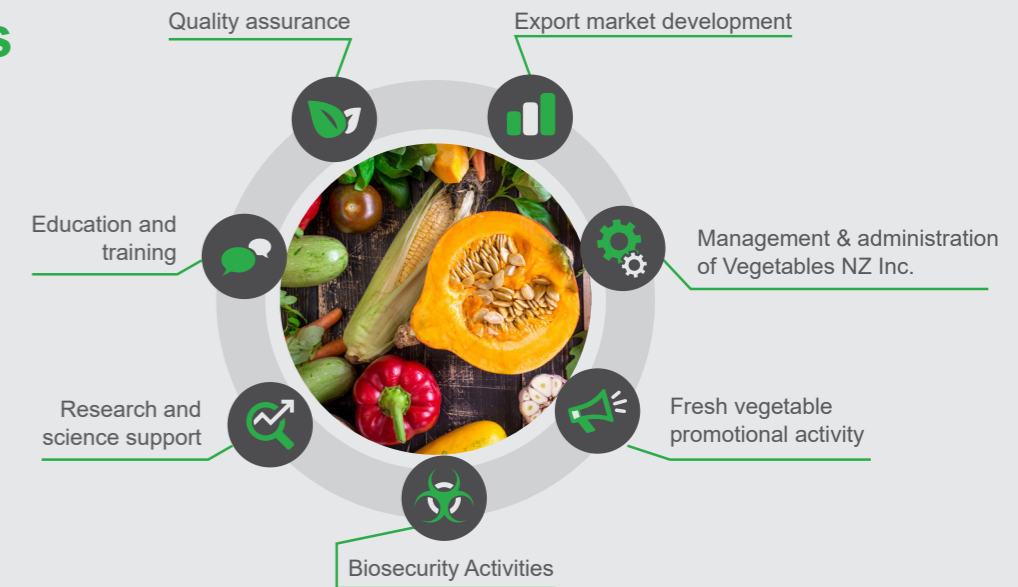 s
Quality assurance
Export market development
Education and
training
Management & administration
of Vegetables NZ Inc.
Research and
science support
Fresh vegetable
promotional activity
Biosecurity Activities